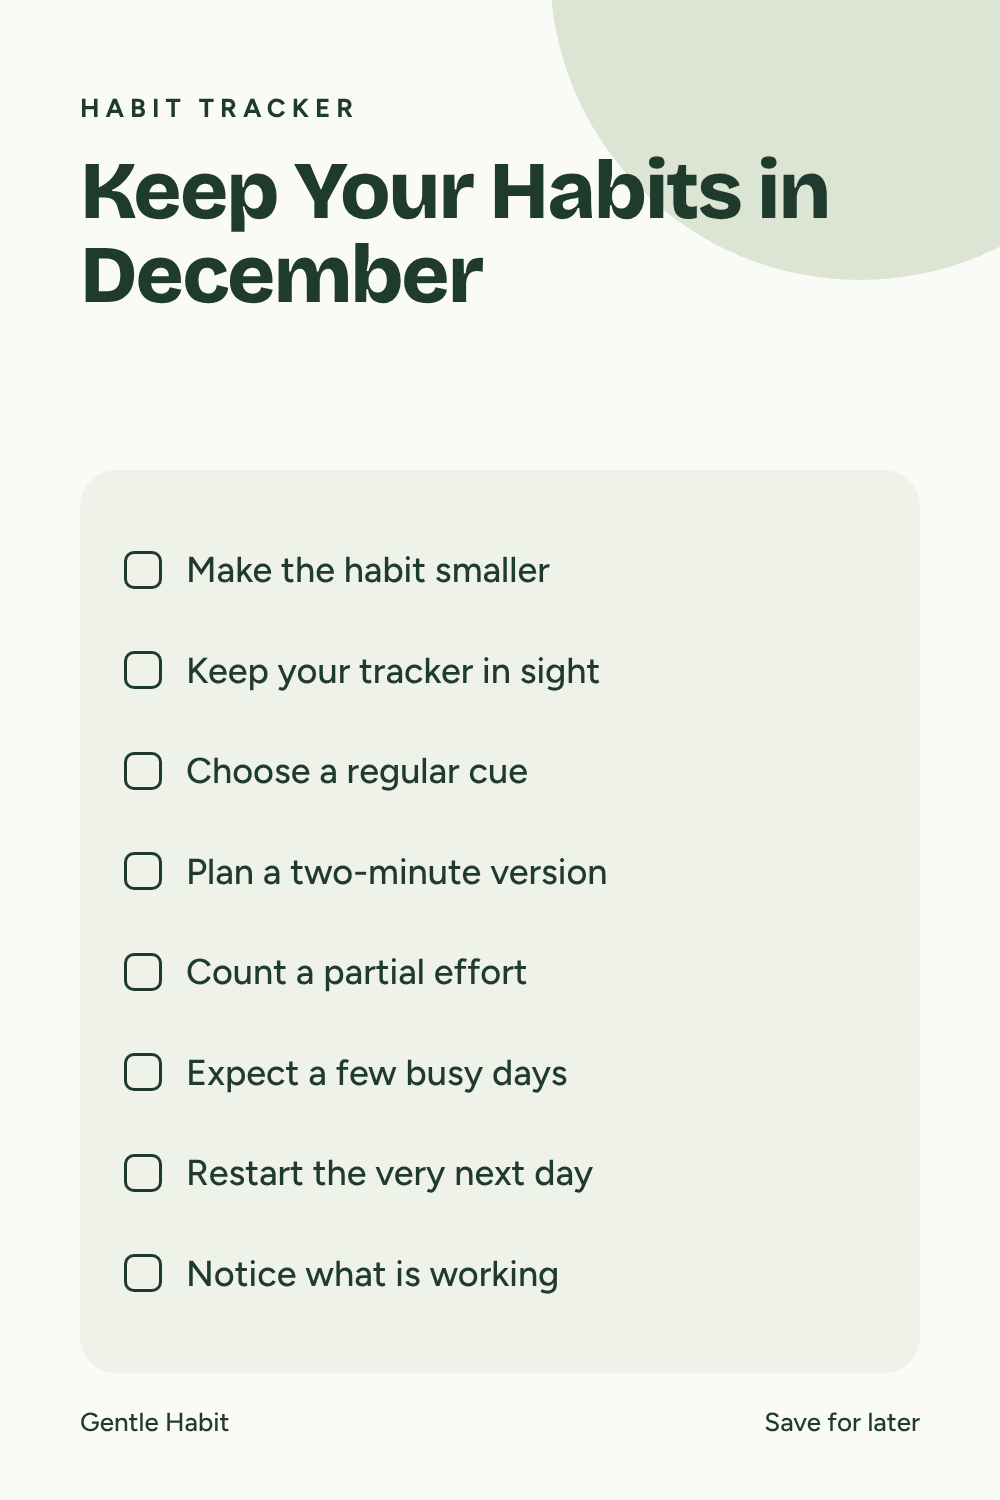 HABIT TRACKER
Keep Your Habits in
December
Make the habit smaller
Keep your tracker in sight
Choose a regular cue
Plan a two-minute version
Count a partial effort
Expect a few busy days
Restart the very next day
Notice what is working
Gentle Habit
Save for later